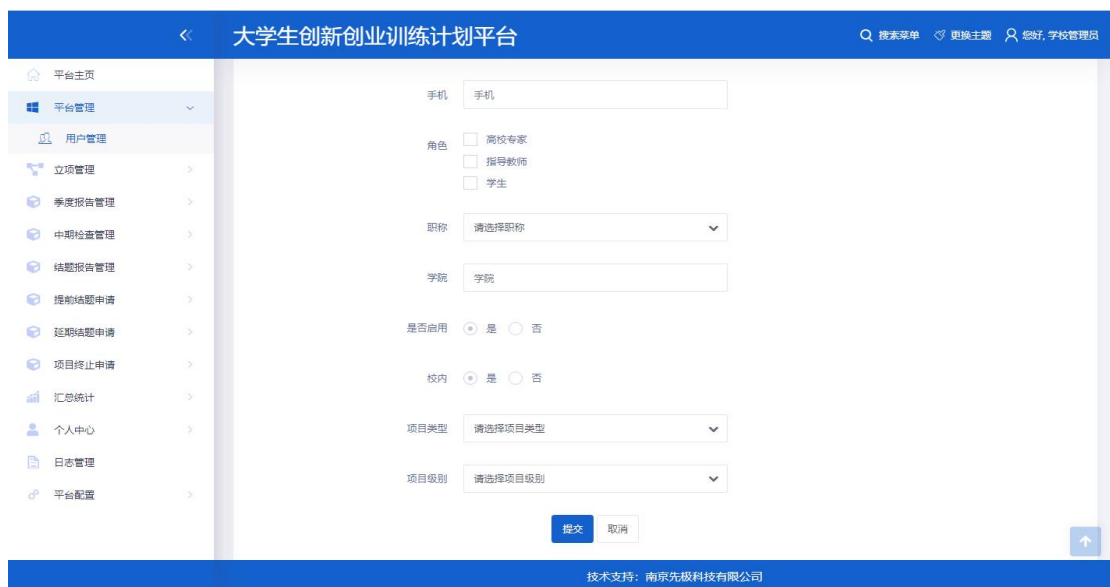 大学生创新创业训练计划平台
搜素菜单 更换主题 您好, 学校管理员
平台主页
平台管理
用户管理
立项管理
季度报告管理
中期检查管理
结题报告管理
提前结题申请
延期结题申请
项目终止申请
汇总统计
个人中心
日志管理
平台配置
手机 手机
角色 高校专家
指导教师
学生
职称 请选择职称
学院 学院
是否启用 是 否
校内 是 否
项目类型 请选择项目类型
项目级别 请选择项目级别
提交 取消
技术支持：南京先极科技有限公司